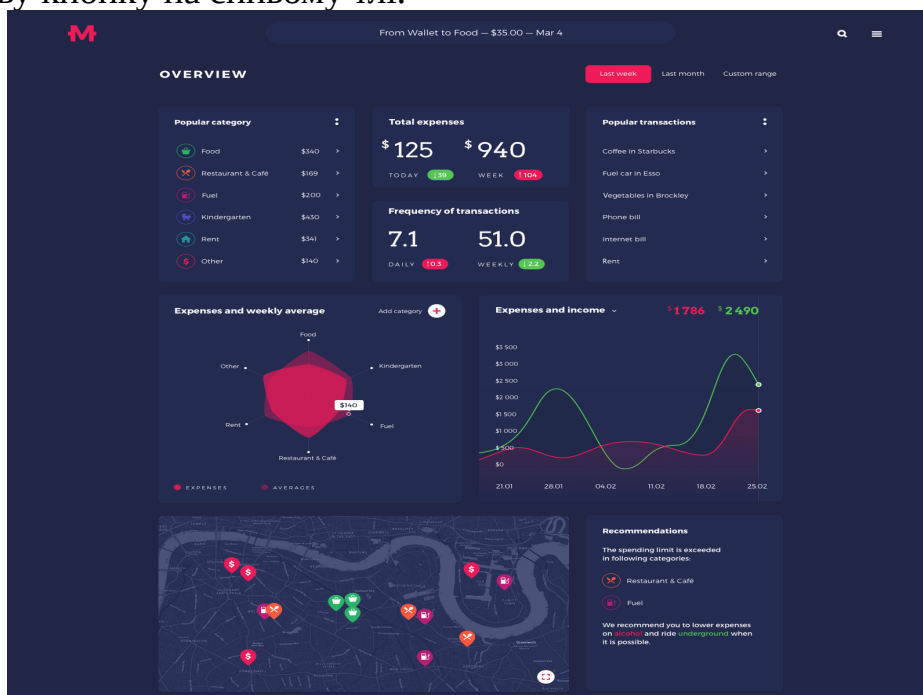 M
From Wallet to Food — $35.00 — Mar 4
OVERVIEW
Last week Last month Custom range
Popular category
Food $340
Restaurant & Café $169
Fuel $200
Kindergarten $430
Rent $341
Other $140
Total expenses
$125 $940
TODAY ↓39 WEEK ↑104
Frequency of transactions
7.1 51.0
DAILY ↑0.3 WEEKLY ↓2.2
Popular transactions
Coffee in Starbucks
Fuel car in Esso
Vegetables in Brockley
Phone bill
Internet bill
Rent
Expenses and weekly average
Add category
Food
Other Kindergarten
$140
Rent Fuel
Restaurant & Café
EXPENSES AVERAGES
Expenses and income $1 786 $2 490
$3 500
$3 000
$2 500
$2 000
$1 500
$1 000
$500
$0
21.01 28.01 04.02 11.02 18.02 25.02
Recommendations
The spending limit is exceeded
in following categories:
Restaurant & Café
Fuel
We recommend you to lower expenses
on alcohol and ride underground when
it is possible.